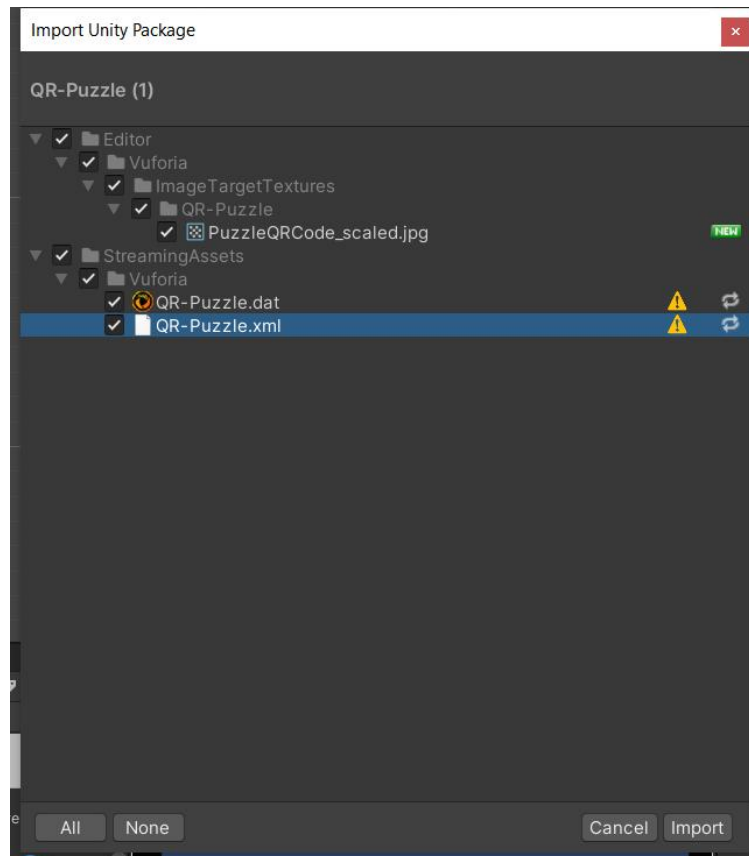 Import Unity Package
×
QR-Puzzle (1)
Editor
Vuforia
ImageTargetTextures
QR-Puzzle
PuzzleQRCode_scaled.jpg NEW
StreamingAssets
Vuforia
QR-Puzzle.dat
QR-Puzzle.xml
e All None Cancel Import